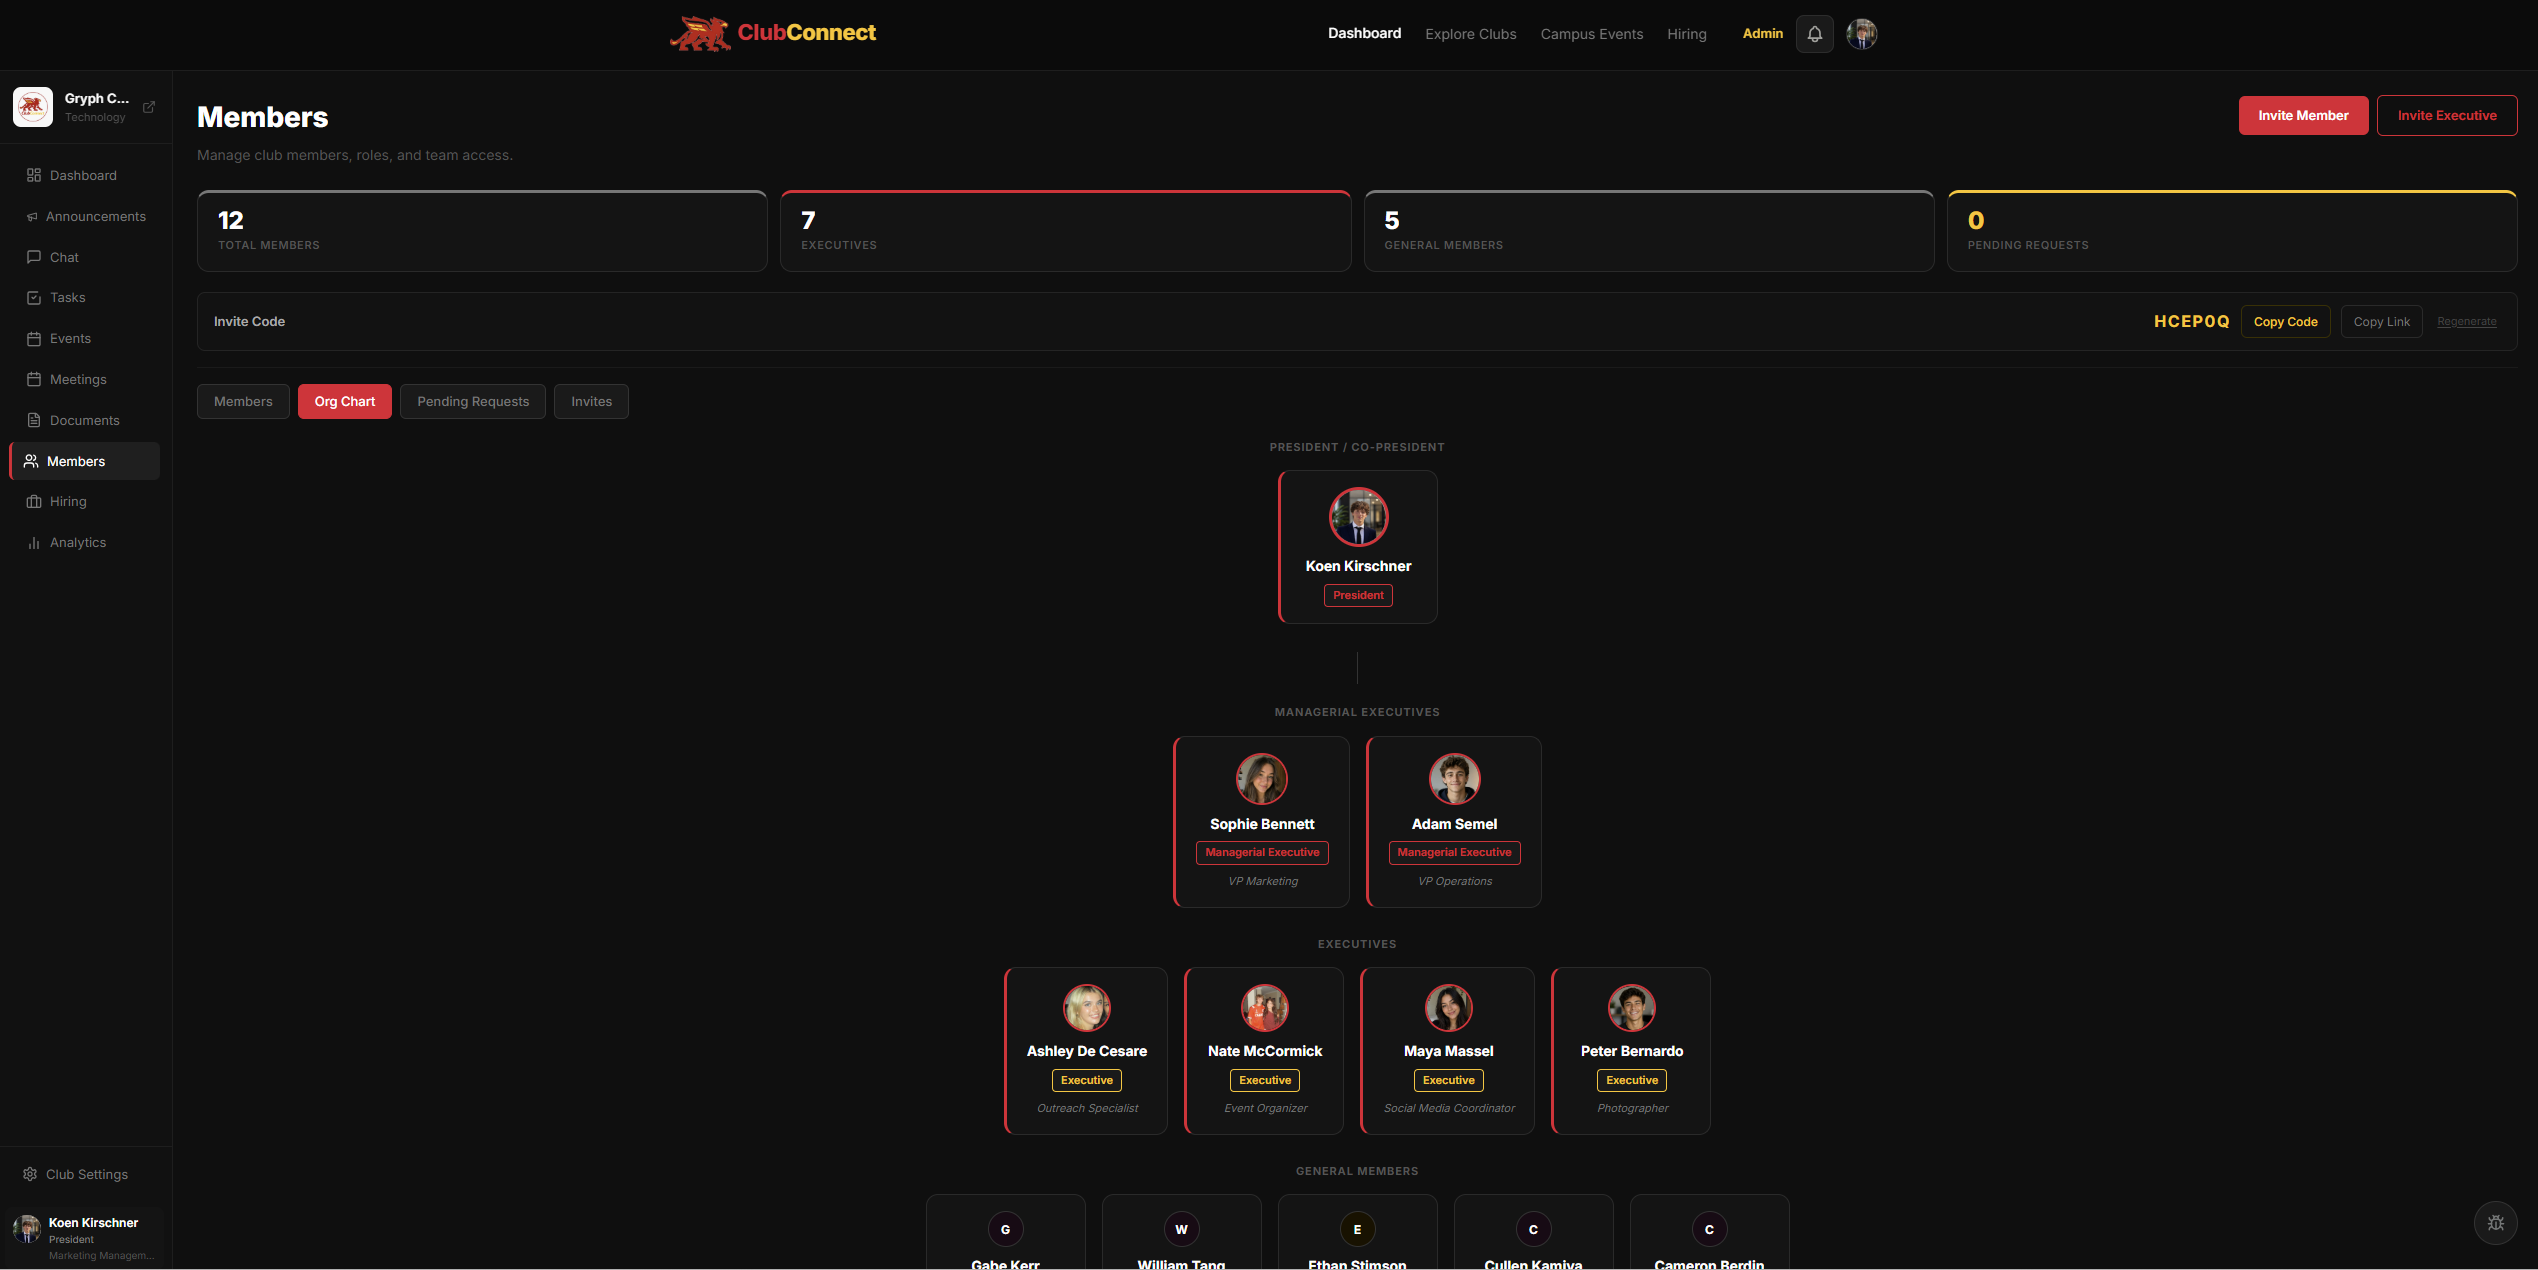 ClubConnect
Dashboard
Explore Clubs
Campus Events
Hiring
Admin
Gryph C...
Technology
Dashboard
Announcements
Chat
Tasks
Events
Meetings
Documents
Members
Hiring
Analytics
Club Settings
Koen Kirschner
President
Marketing Managem...
Members
Manage club members, roles, and team access.
Invite Member
Invite Executive
12
TOTAL MEMBERS
7
EXECUTIVES
5
GENERAL MEMBERS
0
PENDING REQUESTS
Invite Code
HCEP0Q
Copy Code
Copy Link
Regenerate
Members
Org Chart
Pending Requests
Invites
PRESIDENT / CO-PRESIDENT
Koen Kirschner
President
MANAGERIAL EXECUTIVES
Sophie Bennett
Managerial Executive
VP Marketing
Adam Semel
Managerial Executive
VP Operations
EXECUTIVES
Ashley De Cesare
Executive
Outreach Specialist
Nate McCormick
Executive
Event Organizer
Maya Massel
Executive
Social Media Coordinator
Peter Bernardo
Executive
Photographer
GENERAL MEMBERS
G
Gabe Kerr
W
William Tang
E
Ethan Stimson
C
Cullen Kamiya
C
Cameron Berdin